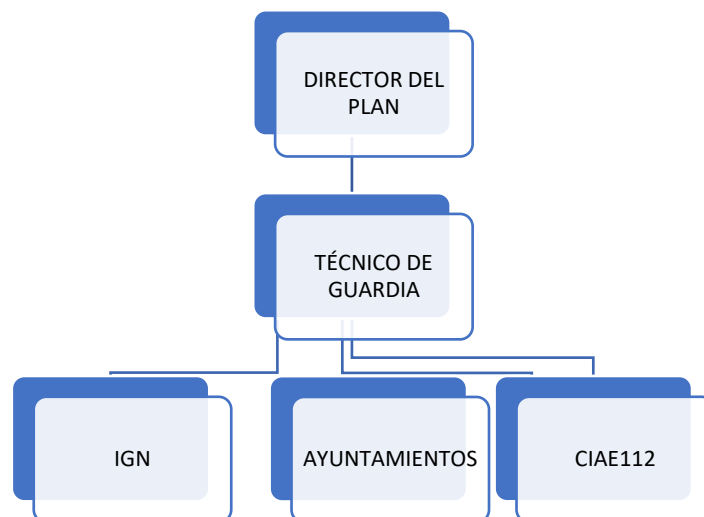 DIRECTOR DEL
PLAN
TÉCNICO DE
GUARDIA
IGN
AYUNTAMIENTOS
CIAE112